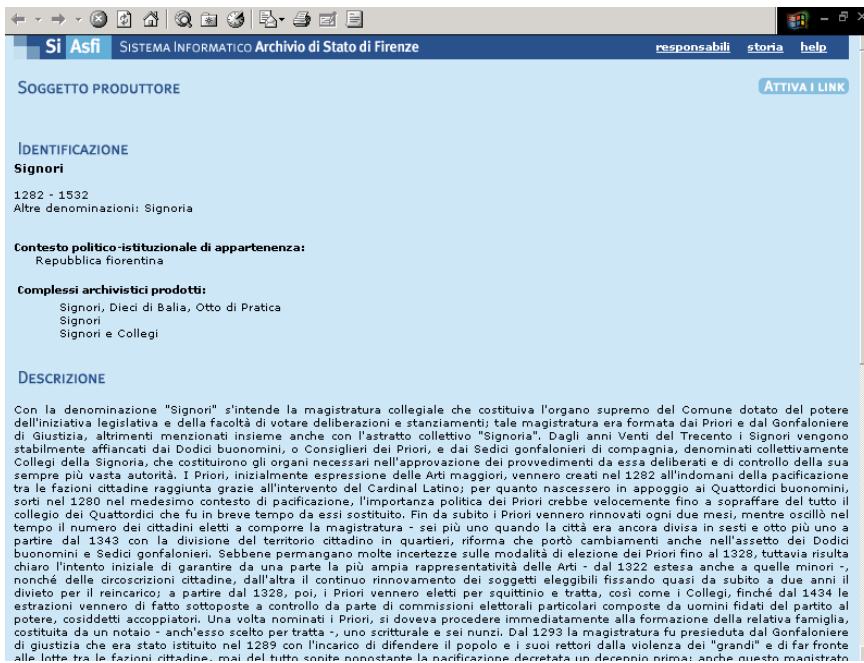 Si Asfi SISTEMA INFORMATICO Archivio di Stato di Firenze responsabili storia help
SOGGETTO PRODUTTORE ATTIVA I LINK
IDENTIFICAZIONE
Signori
1282 - 1532
Altre denominazioni: Signoria
Contesto politico-istituzionale di appartenenza:
Repubblica fiorentina
Complessi archivistici prodotti:
Signori, Dieci di Balia, Otto di Pratica
Signori
Signori e Collegi
DESCRIZIONE
Con la denominazione "Signori" s'intende la magistratura collegiale che costituiva l'organo supremo del Comune dotato del potere
dell'iniziativa legislativa e della facoltà di votare deliberazioni e stanziamenti; tale magistratura era formata dai Priori e dal Gonfaloniere
di Giustizia, altrimenti menzionati insieme anche con l'astratto collettivo "Signoria". Dagli anni Venti del Trecento i Signori vengono
stabilmente affiancati dai Dodici buonomini, o Consiglieri dei Priori, e dai Sedici gonfalonieri di compagnia, denominati collettivamente
Collegi della Signoria, che costituirono gli organi necessari nell'approvazione dei provvedimenti da essa deliberati e di controllo della sua
sempre più vasta autorità. I Priori, inizialmente espressione delle Arti maggiori, vennero creati nel 1282 all'indomani della pacificazione
tra le fazioni cittadine raggiunta grazie all'intervento del Cardinal Latino; per quanto nascessero in appoggio ai Quattordici buonomini,
sorti nel 1280 nel medesimo contesto di pacificazione, l'importanza politica dei Priori crebbe velocemente fino a sopraffare del tutto il
collegio dei Quattordici che fu in breve tempo da essi sostituito. Fin da subito i Priori vennero rinnovati ogni due mesi, mentre oscillò nel
tempo il numero dei cittadini eletti a comporre la magistratura - sei più uno quando la città era ancora divisa in sesti e otto più uno a
partire dal 1343 con la divisione del territorio cittadino in quartieri, riforma che portò cambiamenti anche nell'assetto dei Dodici
buonomini e Sedici gonfalonieri. Sebbene permangano molte incertezze sulle modalità di elezione dei Priori fino al 1328, tuttavia risulta
chiaro l'intento iniziale di garantire da una parte la più ampia rappresentatività delle Arti - dal 1322 estesa anche a quelle minori -,
nonché delle circoscrizioni cittadine, dall'altra il continuo rinnovamento dei soggetti eleggibili fissando quasi da subito a due anni il
divieto per il reincarico; a partire dal 1328, poi, i Priori vennero eletti per squittinio e tratta, così come i Collegi, finché dal 1434 le
estrazioni vennero di fatto sottoposte a controllo da parte di commissioni elettorali particolari composte da uomini fidati del partito al
potere, cosiddetti accoppiatori. Una volta nominati i Priori, si doveva procedere immediatamente alla formazione della relativa famiglia,
costituita da un notaio - anch'esso scelto per tratta -, uno scritturale e sei nunzi. Dal 1293 la magistratura fu presieduta dal Gonfaloniere
di giustizia che era stato istituito nel 1289 con l'incarico di difendere il popolo e i suoi rettori dalla violenza dei "grandi" e di far fronte
alle lotte tra le fazioni cittadine, mai del tutto sopite nonostante la pacificazione decretata un decennio prima; anche questo magistrato